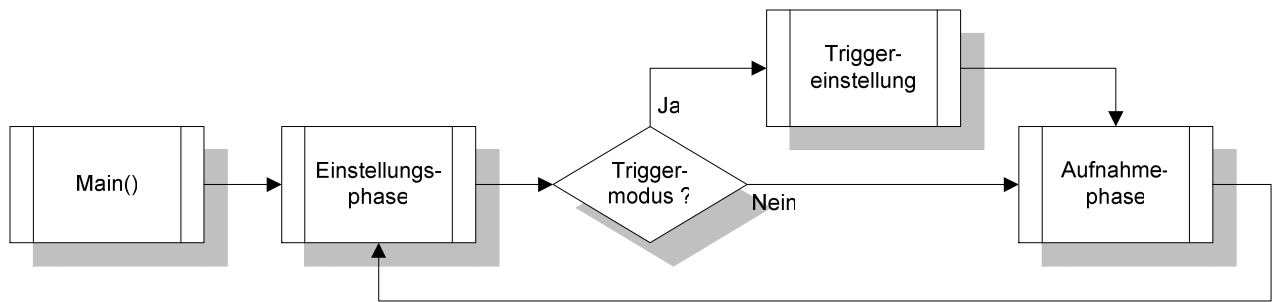 Main()
Einstellungs-
phase
Trigger-
modus ?
Ja
Trigger-
einstellung
Nein
Aufnahme-
phase